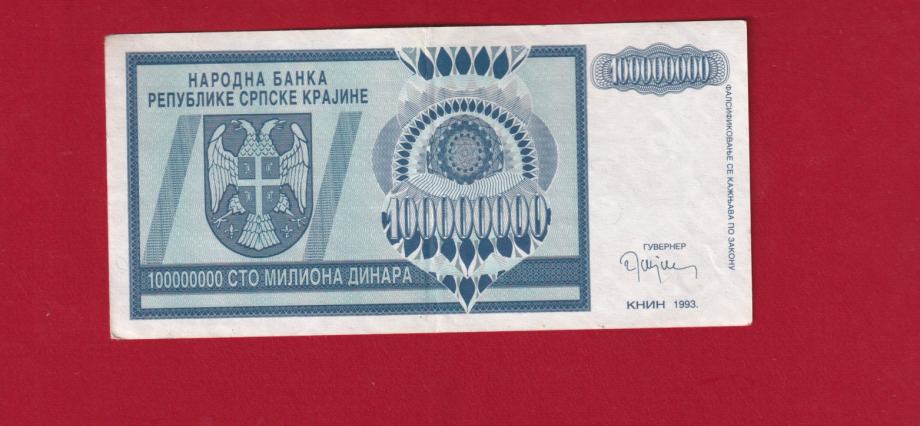 НАРОДНА БАНКА
РЕПУБЛИКЕ СРПСКЕ КРАЈИНЕ
100000000
100000000
100000000 СТО МИЛИОНА ДИНАРА
ФАЛСИФИКОВАЊЕ СЕ КАЖЊАВА ПО ЗАКОНУ
ГУВЕРНЕР
КНИН 1993.